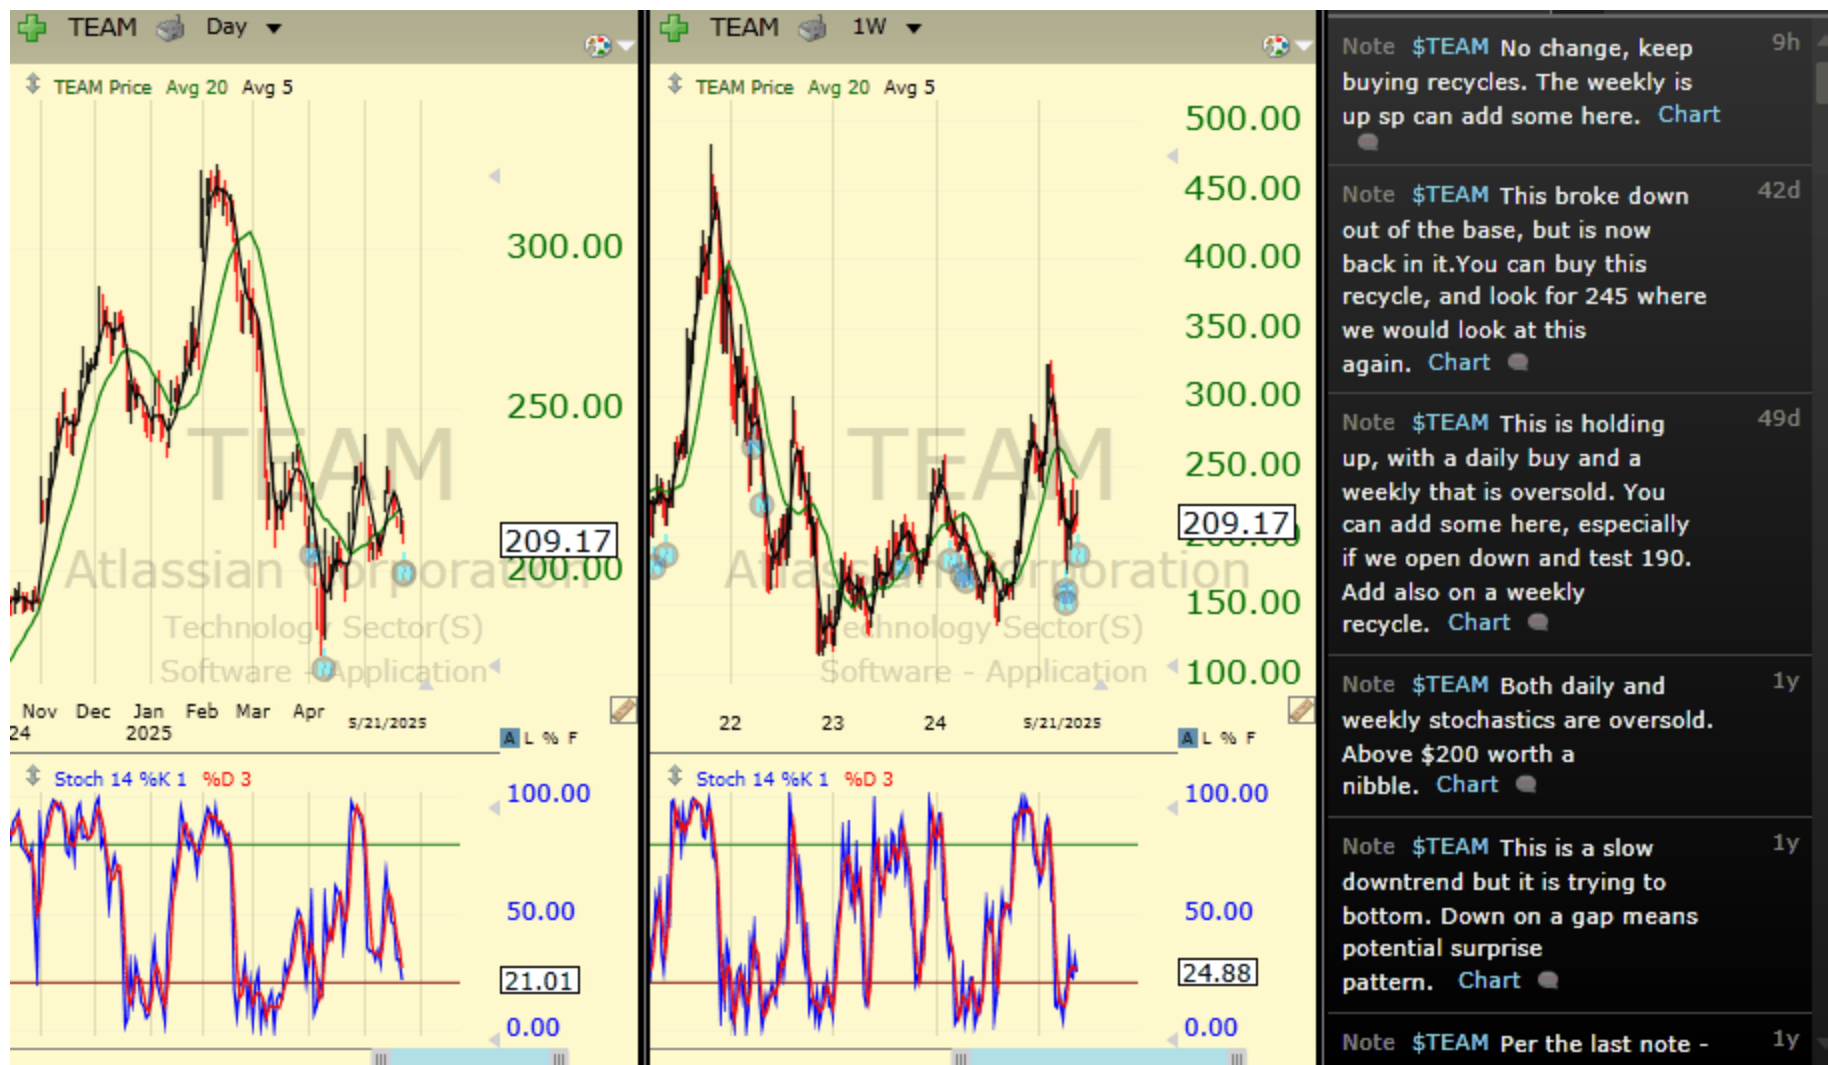 TEAM Day
TEAM Price Avg 20 Avg 5
300.00
250.00
TEAM
209.17
200.00
Atlassian Corporation
Technology Sector(S)
Software - Application
Nov Dec Jan Feb Mar Apr 5/21/2025
24 2025
A L % F
Stoch 14 %K 1 %D 3
100.00
50.00
21.01
0.00
TEAM 1W
TEAM Price Avg 20 Avg 5
500.00
450.00
400.00
350.00
300.00
250.00
TEAM
209.17
200.00
Atlassian Corporation
150.00
Technology Sector(S)
Software - Application
100.00
22 23 24 5/21/2025
A L % F
Stoch 14 %K 1 %D 3
100.00
50.00
24.88
0.00
Note $TEAM No change, keep 9h
buying recycles. The weekly is
up sp can add some here. Chart
Note $TEAM This broke down 42d
out of the base, but is now
back in it.You can buy this
recycle, and look for 245 where
we would look at this
again. Chart
Note $TEAM This is holding 49d
up, with a daily buy and a
weekly that is oversold. You
can add some here, especially
if we open down and test 190.
Add also on a weekly
recycle. Chart
Note $TEAM Both daily and 1y
weekly stochastics are oversold.
Above $200 worth a
nibble. Chart
Note $TEAM This is a slow 1y
downtrend but it is trying to
bottom. Down on a gap means
potential surprise
pattern. Chart
Note $TEAM Per the last note - 1y